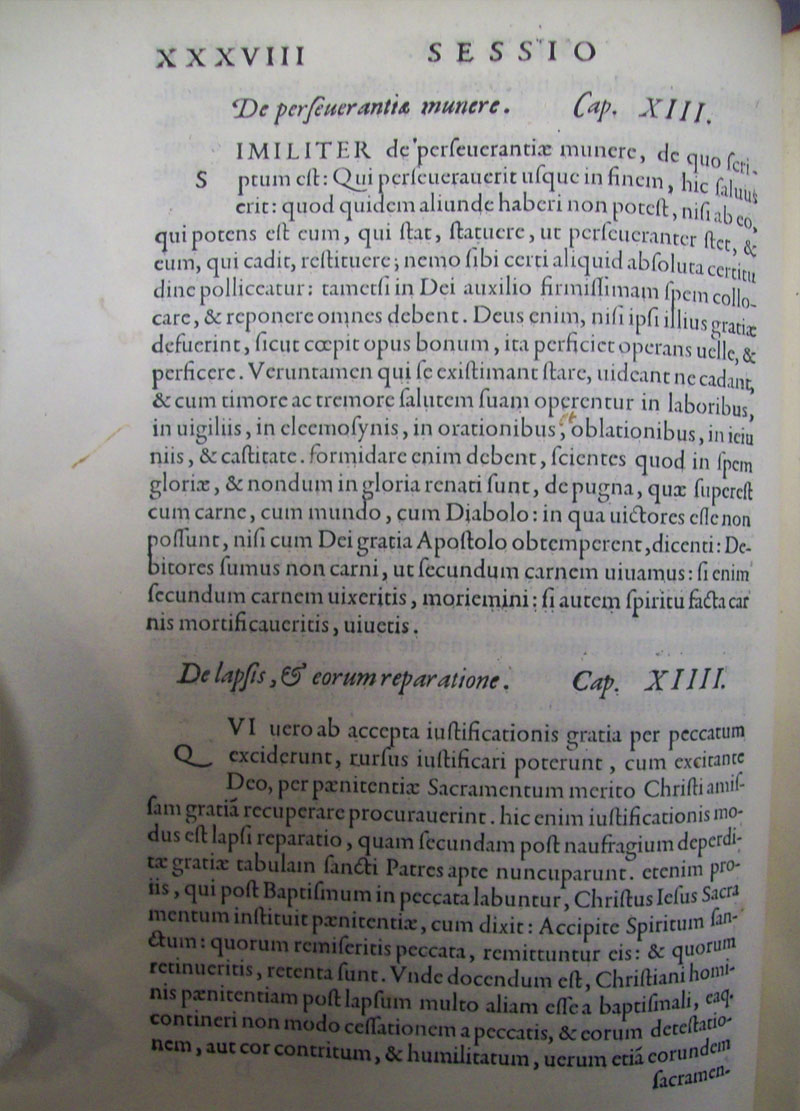 XXXVIII SESSIO
De perſeuerantiæ munere. Cap. XIII.
IMILITER de perſeuerantiæ munere, de quo ſcri-
S ptum eſt: Qui perſeuerauerit uſque in finem, hic ſaluus
erit: quod quidem aliunde haberi non poteſt, niſi ab eo,
qui potens eſt eum, qui ſtat, ſtatuere, ut perſeueranter ſtet, &
eum, qui cadit, reſtituere; nemo ſibi certi aliquid abſoluta certitu
dine polliceatur: tametſi in Dei auxilio firmiſſimam ſpem collo-
care, & reponere omnes debent. Deus enim, niſi ipſi illius gratiæ
defuerint, ſicut cœpit opus bonum, ita perficiet operans uelle, &
perficere. Veruntamen qui ſe exiſtimant ſtare, uideant ne cadant,
& cum timore ac tremore ſalutem ſuam operentur in laboribus,
in uigiliis, in eleemoſynis, in orationibus, et oblationibus, in ieiu
niis, & caſtitate. formidare enim debent, ſcientes quod in ſpem
gloriæ, & nondum in gloria renati ſunt, de pugna, quæ ſupereſt
cum carne, cum mundo, cum Diabolo: in qua uictores eſſe non
poſſunt, niſi cum Dei gratia Apoſtolo obtemperent, dicenti: De-
bitores ſumus non carni, ut ſecundum carnem uiuamus: ſi enim
ſecundum carnem uixeritis, moriemini: ſi autem ſpiritu facta car
nis mortificaueritis, uiuetis.
De lapſis, & eorum reparatione. Cap. XIIII.
VI uero ab accepta iuſtificationis gratia per peccatum
Q exciderunt, rurſus iuſtificari poterunt, cum excitante
Deo, per pænitentiæ Sacramentum merito Chriſti amiſ-
ſam gratiā recuperare procurauerint. hic enim iuſtificationis mo-
dus eſt lapſi reparatio, quam ſecundam poſt naufragium deperdi-
tæ gratiæ tabulam ſancti Patres apte nuncuparunt. etenim pro-
iis, qui poſt Baptiſmum in peccata labuntur, Chriſtus Ieſus Sacra
mentum inſtituit pænitentiæ, cum dixit: Accipite Spiritum ſan-
ctum: quorum remiſeritis peccata, remittuntur eis: & quorum
retinueritis, retenta ſunt. Vnde docendum eſt, Chriſtiani homi-
nis pænitentiam poſt lapſum multo aliam eſſe a baptiſmali, eaq.
contineri non modo ceſſationem a peccatis, & eorum deteſtatio-
nem, aut cor contritum, & humiliatum, uerum etiā eorundem
ſacramen-